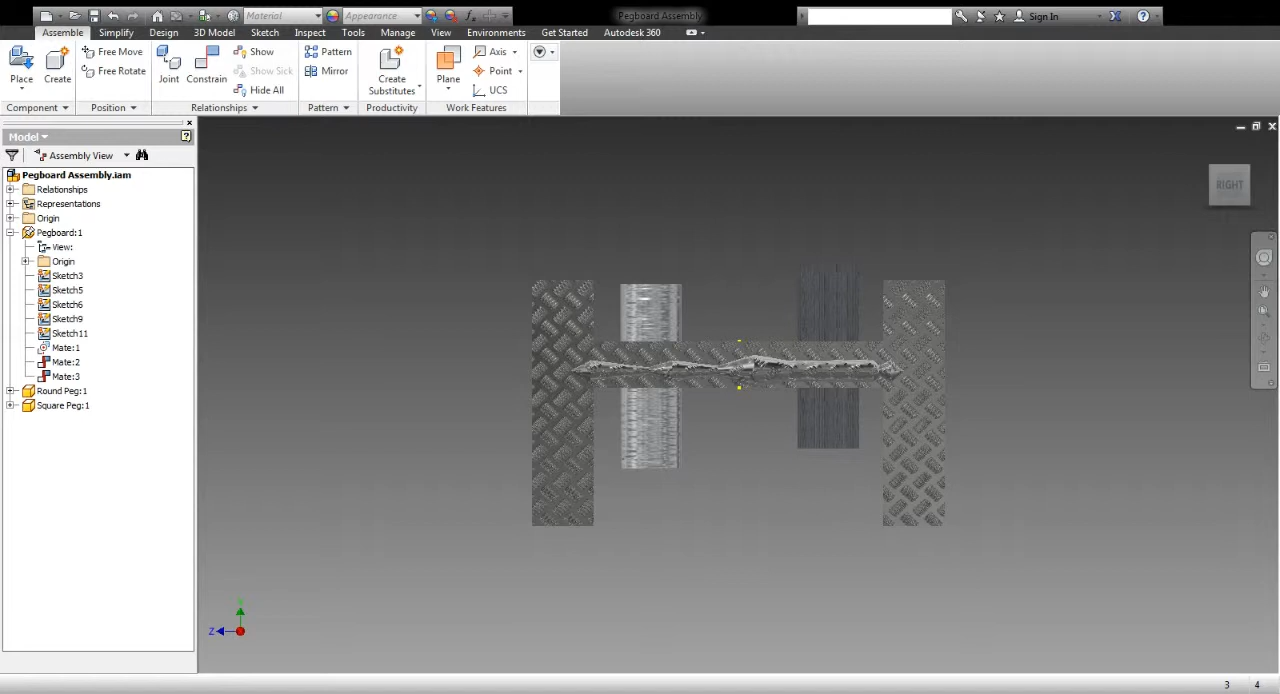 Material
Appearance
Pegboard Assembly
Sign In
Assemble Simplify Design 3D Model Sketch Inspect Tools Manage View Environments Get Started Autodesk 360
Place
Create
Free Move
Free Rotate
Component
Position
Joint
Constrain
Show
Show Sick
Hide All
Relationships
Pattern
Mirror
Pattern
Create
Substitutes
Productivity
Plane
Axis
Point
UCS
Work Features
Model
Assembly View
Pegboard Assembly.iam
Relationships
Representations
Origin
Pegboard:1
View:
Origin
Sketch3
Sketch5
Sketch6
Sketch9
Sketch11
Mate:1
Mate:2
Mate:3
Round Peg:1
Square Peg:1
RIGHT
Z
3 4